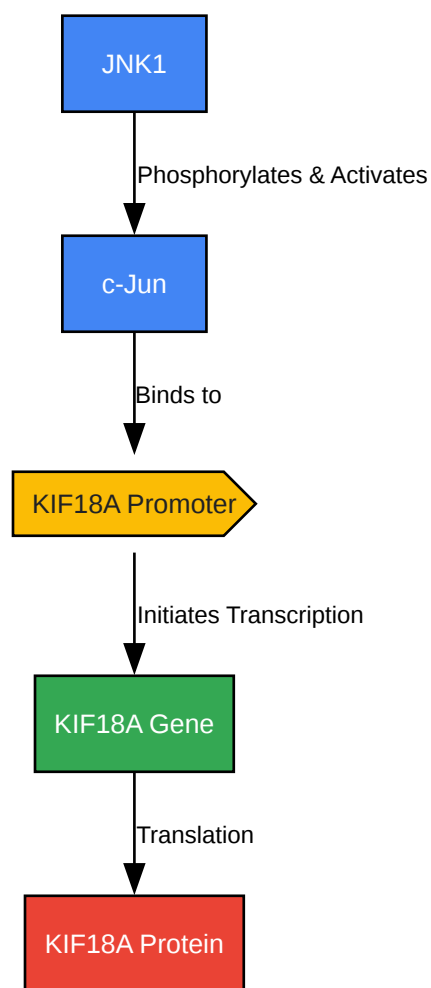 JNK1
Phosphorylates & Activates
c-Jun
Binds to
KIF18A Promoter
Initiates Transcription
KIF18A Gene
Translation
KIF18A Protein